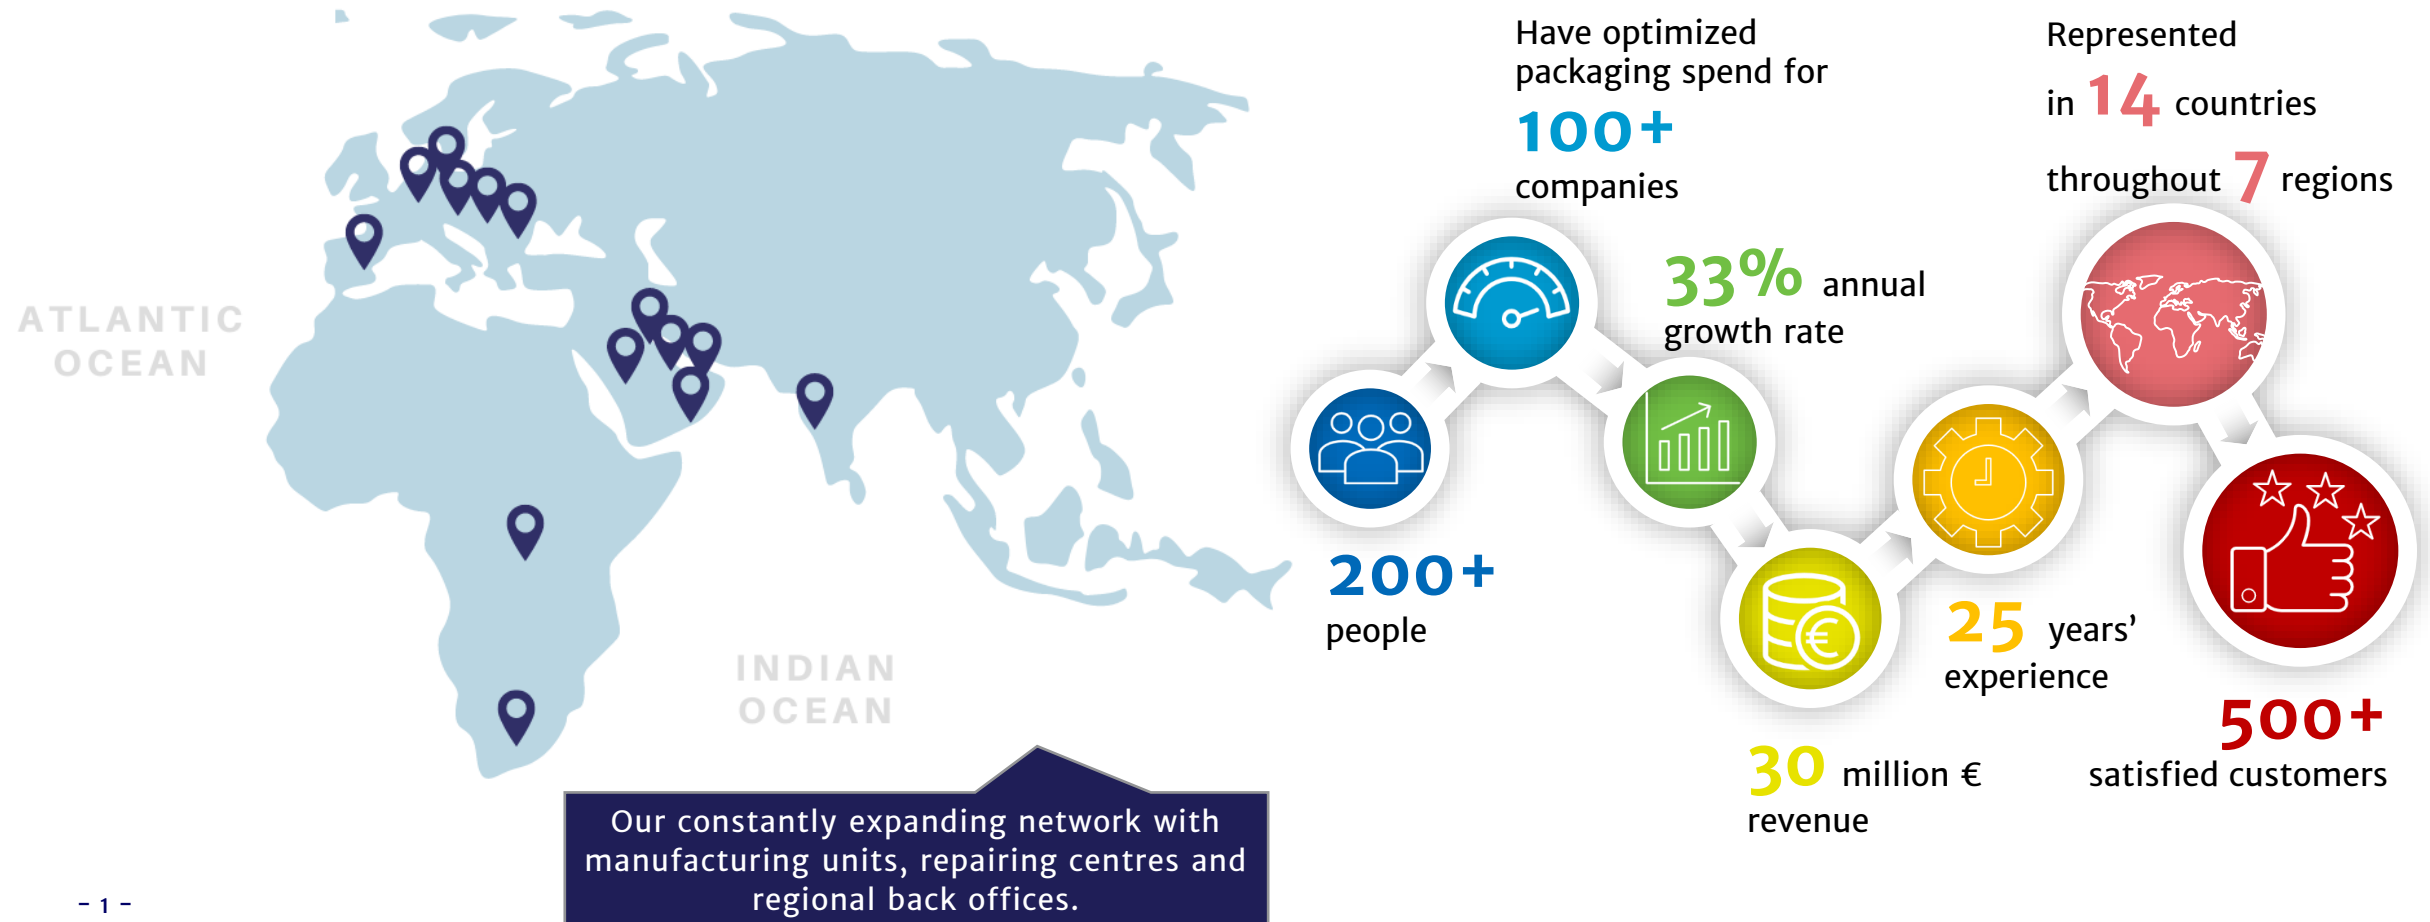 ATLANTIC
OCEAN
INDIAN
OCEAN
Our constantly expanding network with
manufacturing units, repairing centres and
regional back offices.
- 1 -
200+
people
Have optimized
packaging spend for
100+
companies
33% annual
growth rate
30 million €
revenue
25 years’
experience
Represented
in 14 countries
throughout 7 regions
500+
satisfied customers
€